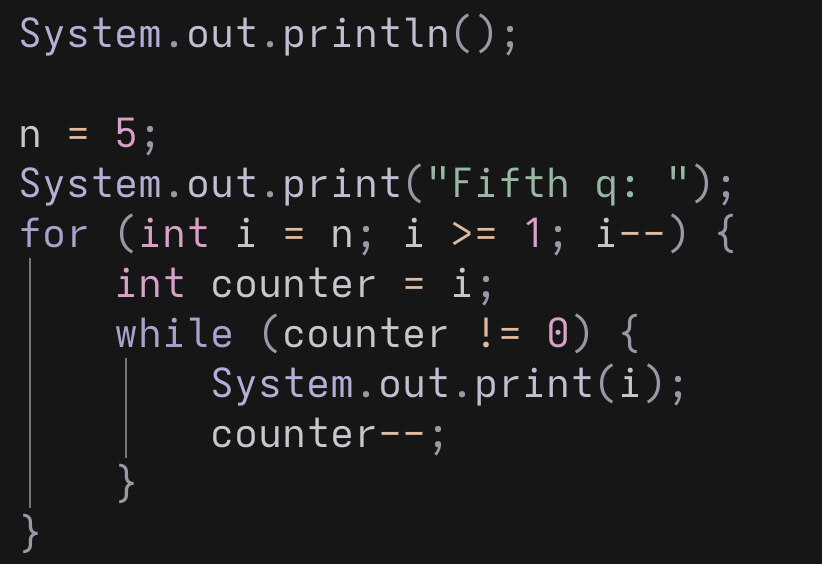 System.out.println();

n = 5;
System.out.print("Fifth q: ");
for (int i = n; i >= 1; i--) {
    int counter = i;
    while (counter != 0) {
        System.out.print(i);
        counter--;
    }
}